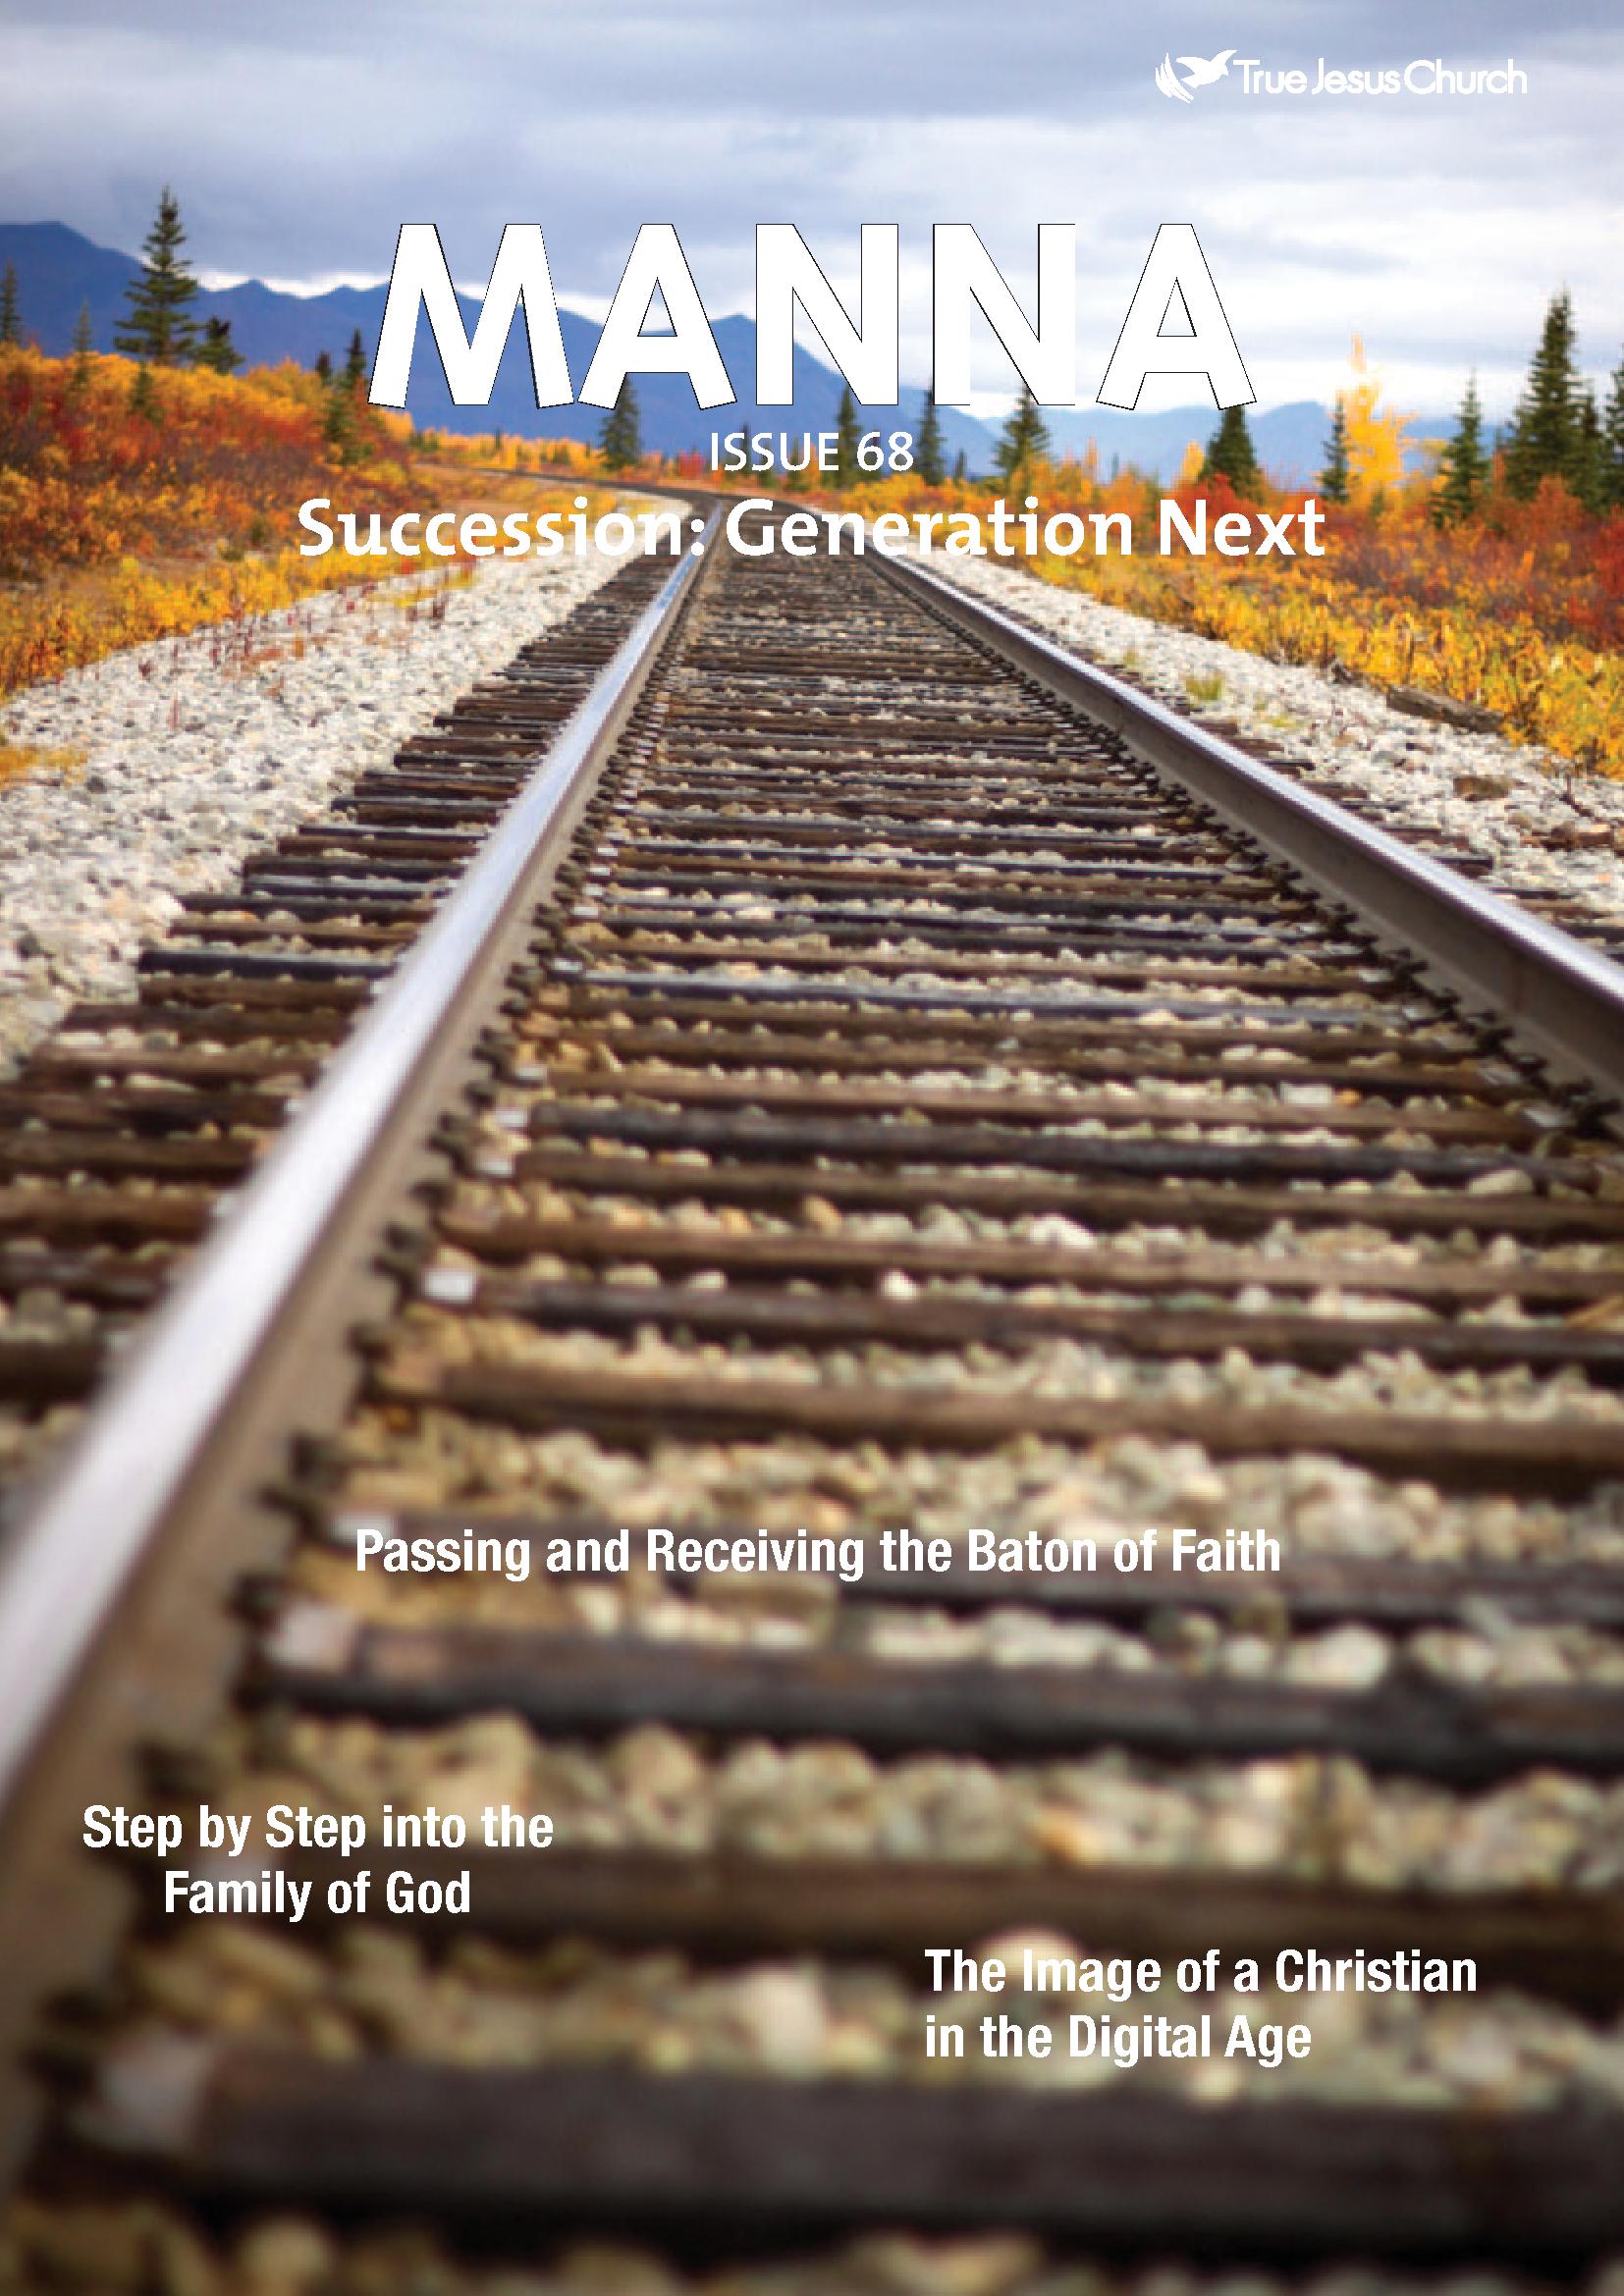 True Jesus Church
MANNA
ISSUE 68
Succession: Generation Next
Passing and Receiving the Baton of Faith
Step by Step into the
Family of God
The Image of a Christian
in the Digital Age